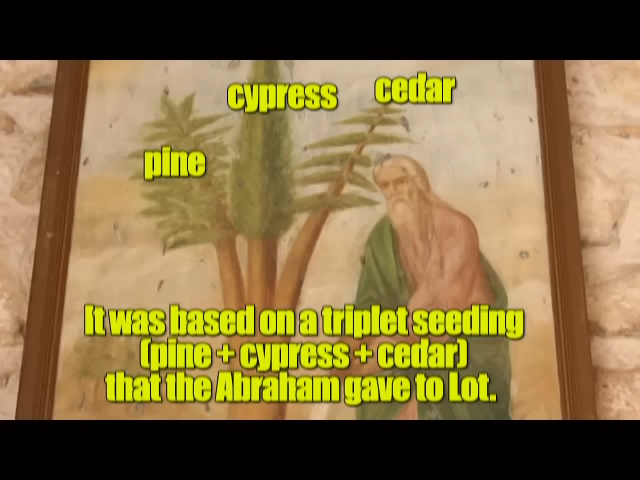 cypress cedar
pine
It was based on a triplet seeding
(pine + cypress + cedar)
that the Abraham gave to Lot.